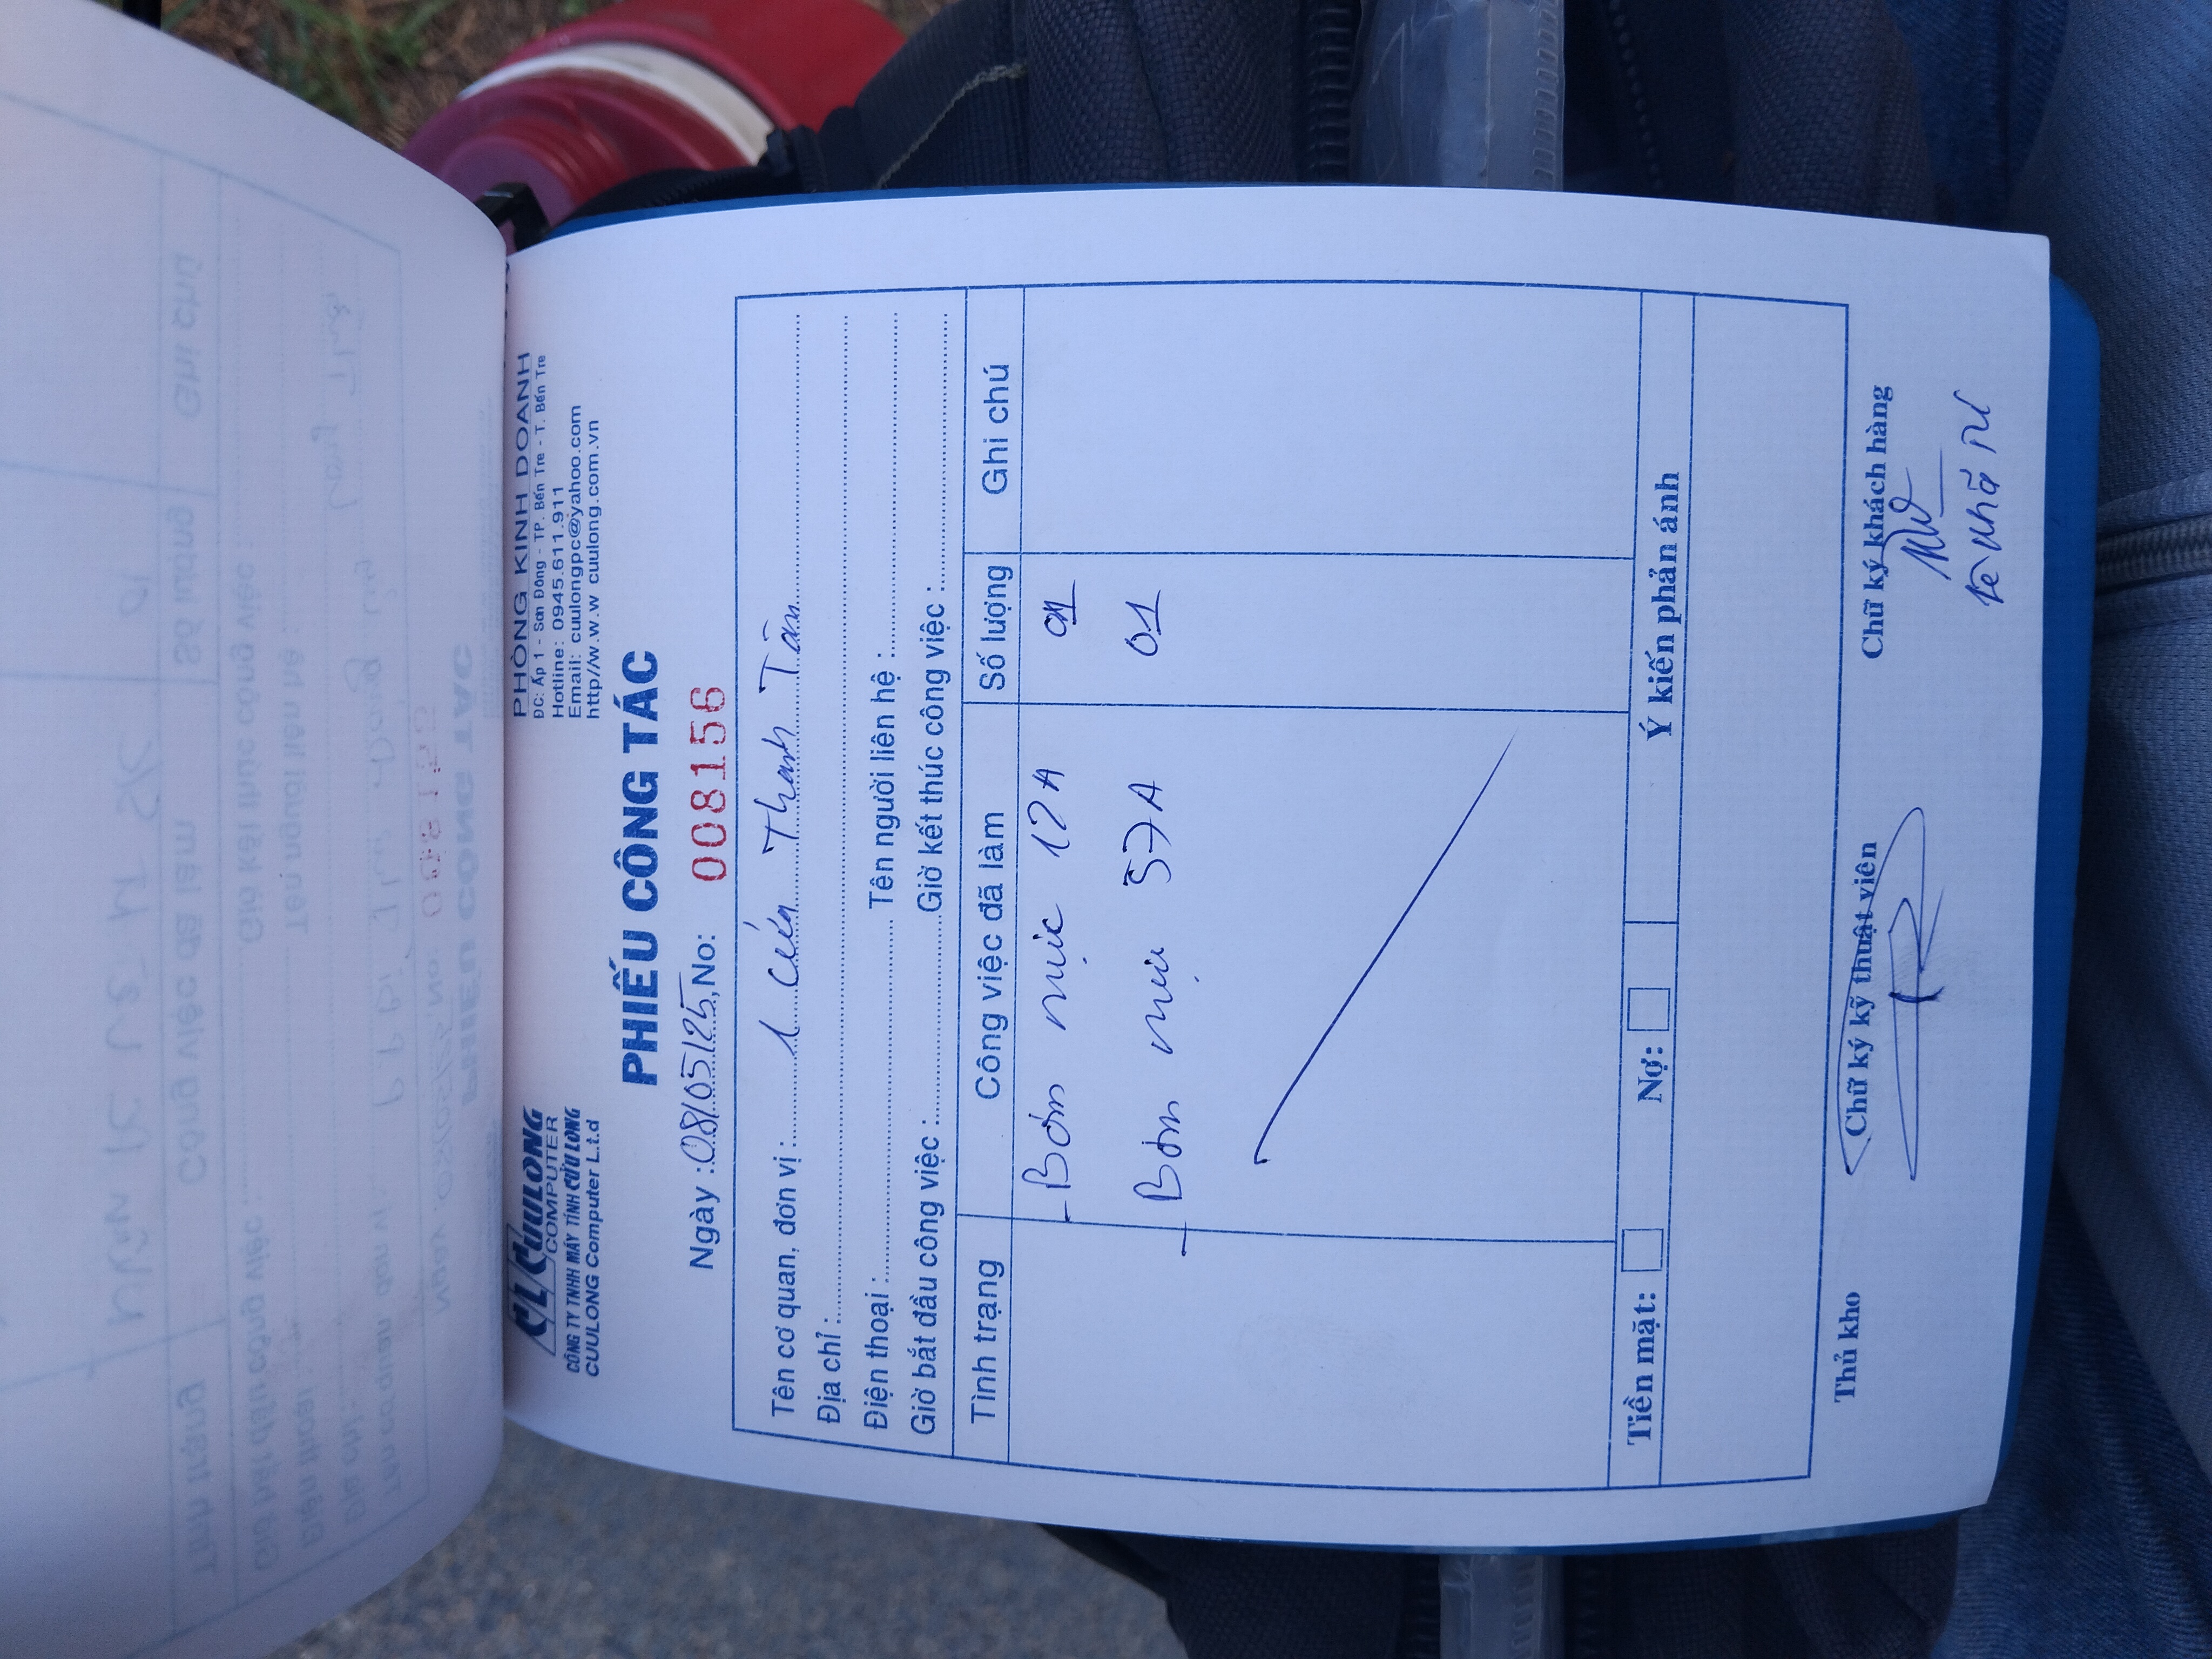 CL CUULONG
COMPUTER
CÔNG TY TNHH MÁY TÍNH CỬU LONG
CUULONG Computer L.t.d
PHÒNG KINH DOANH
ĐC: Ấp 1 - Sơn Đông - TP. Bến Tre - T. Bến Tre
Hotline: 0945.611.911
Email: cuulongpc@yahoo.com
http//w.w.w cuulong.com.vn
PHIẾU CÔNG TÁC
Ngày : 08/05/25, No: 008156
Tên cơ quan, đơn vị : Thanh Tân
Địa chỉ :
Điện thoại : Tên người liên hệ :
Giờ bắt đầu công việc : Giờ kết thúc công việc :
Tình trạng Công việc đã làm Số lượng Ghi chú
- Bơm mực 12A 01
- Bơm mực 57A 01
Tiền mặt: Nợ: Ý kiến phản ánh
Thủ kho Chữ ký kỹ thuật viên Chữ ký khách hàng